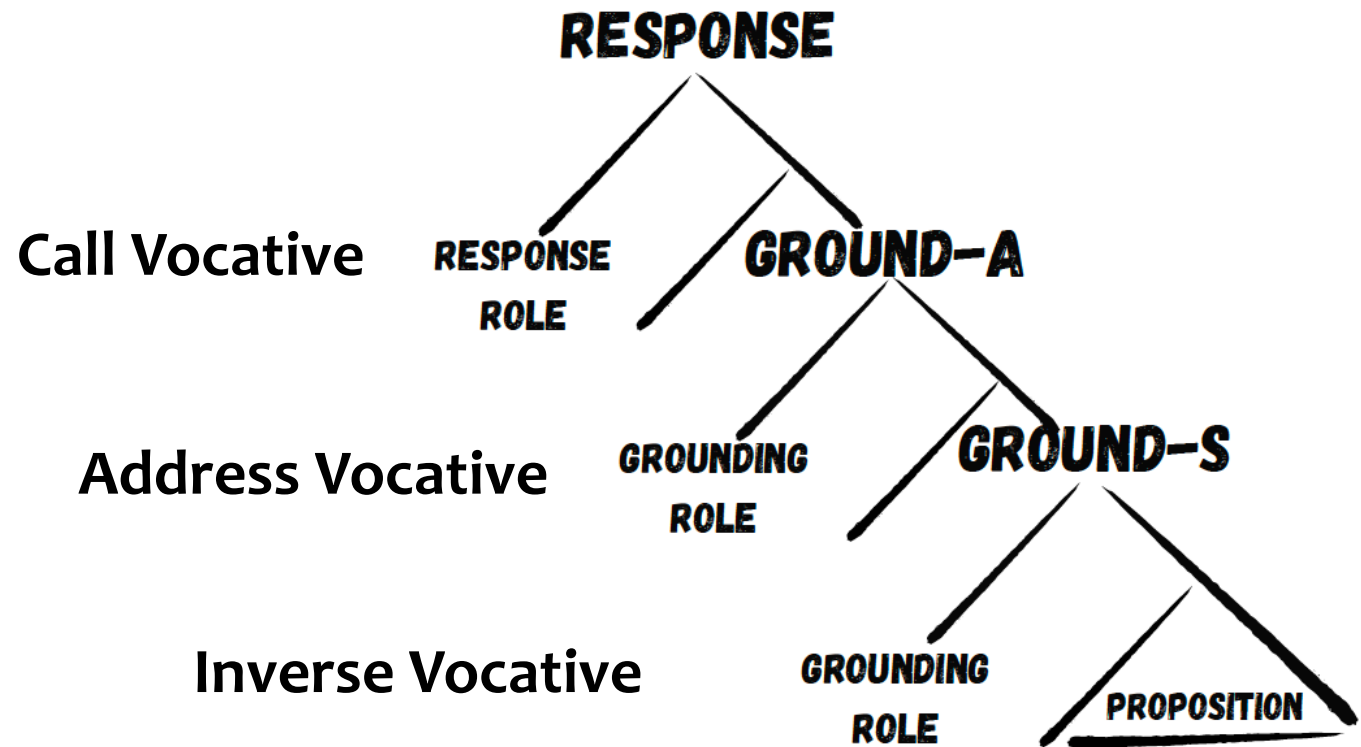 RESPONSE
Call Vocative
RESPONSE
ROLE
GROUND-A
Address Vocative
GROUNDING
ROLE
GROUND-S
Inverse Vocative
GROUNDING
ROLE
PROPOSITION